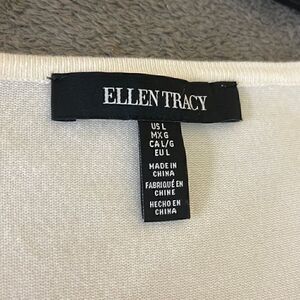 ELLEN TRACY
US L
MX G
CA L/G
EU L
MADE IN
CHINA
FABRIQUÉ EN
CHINE
HECHO EN
CHINA